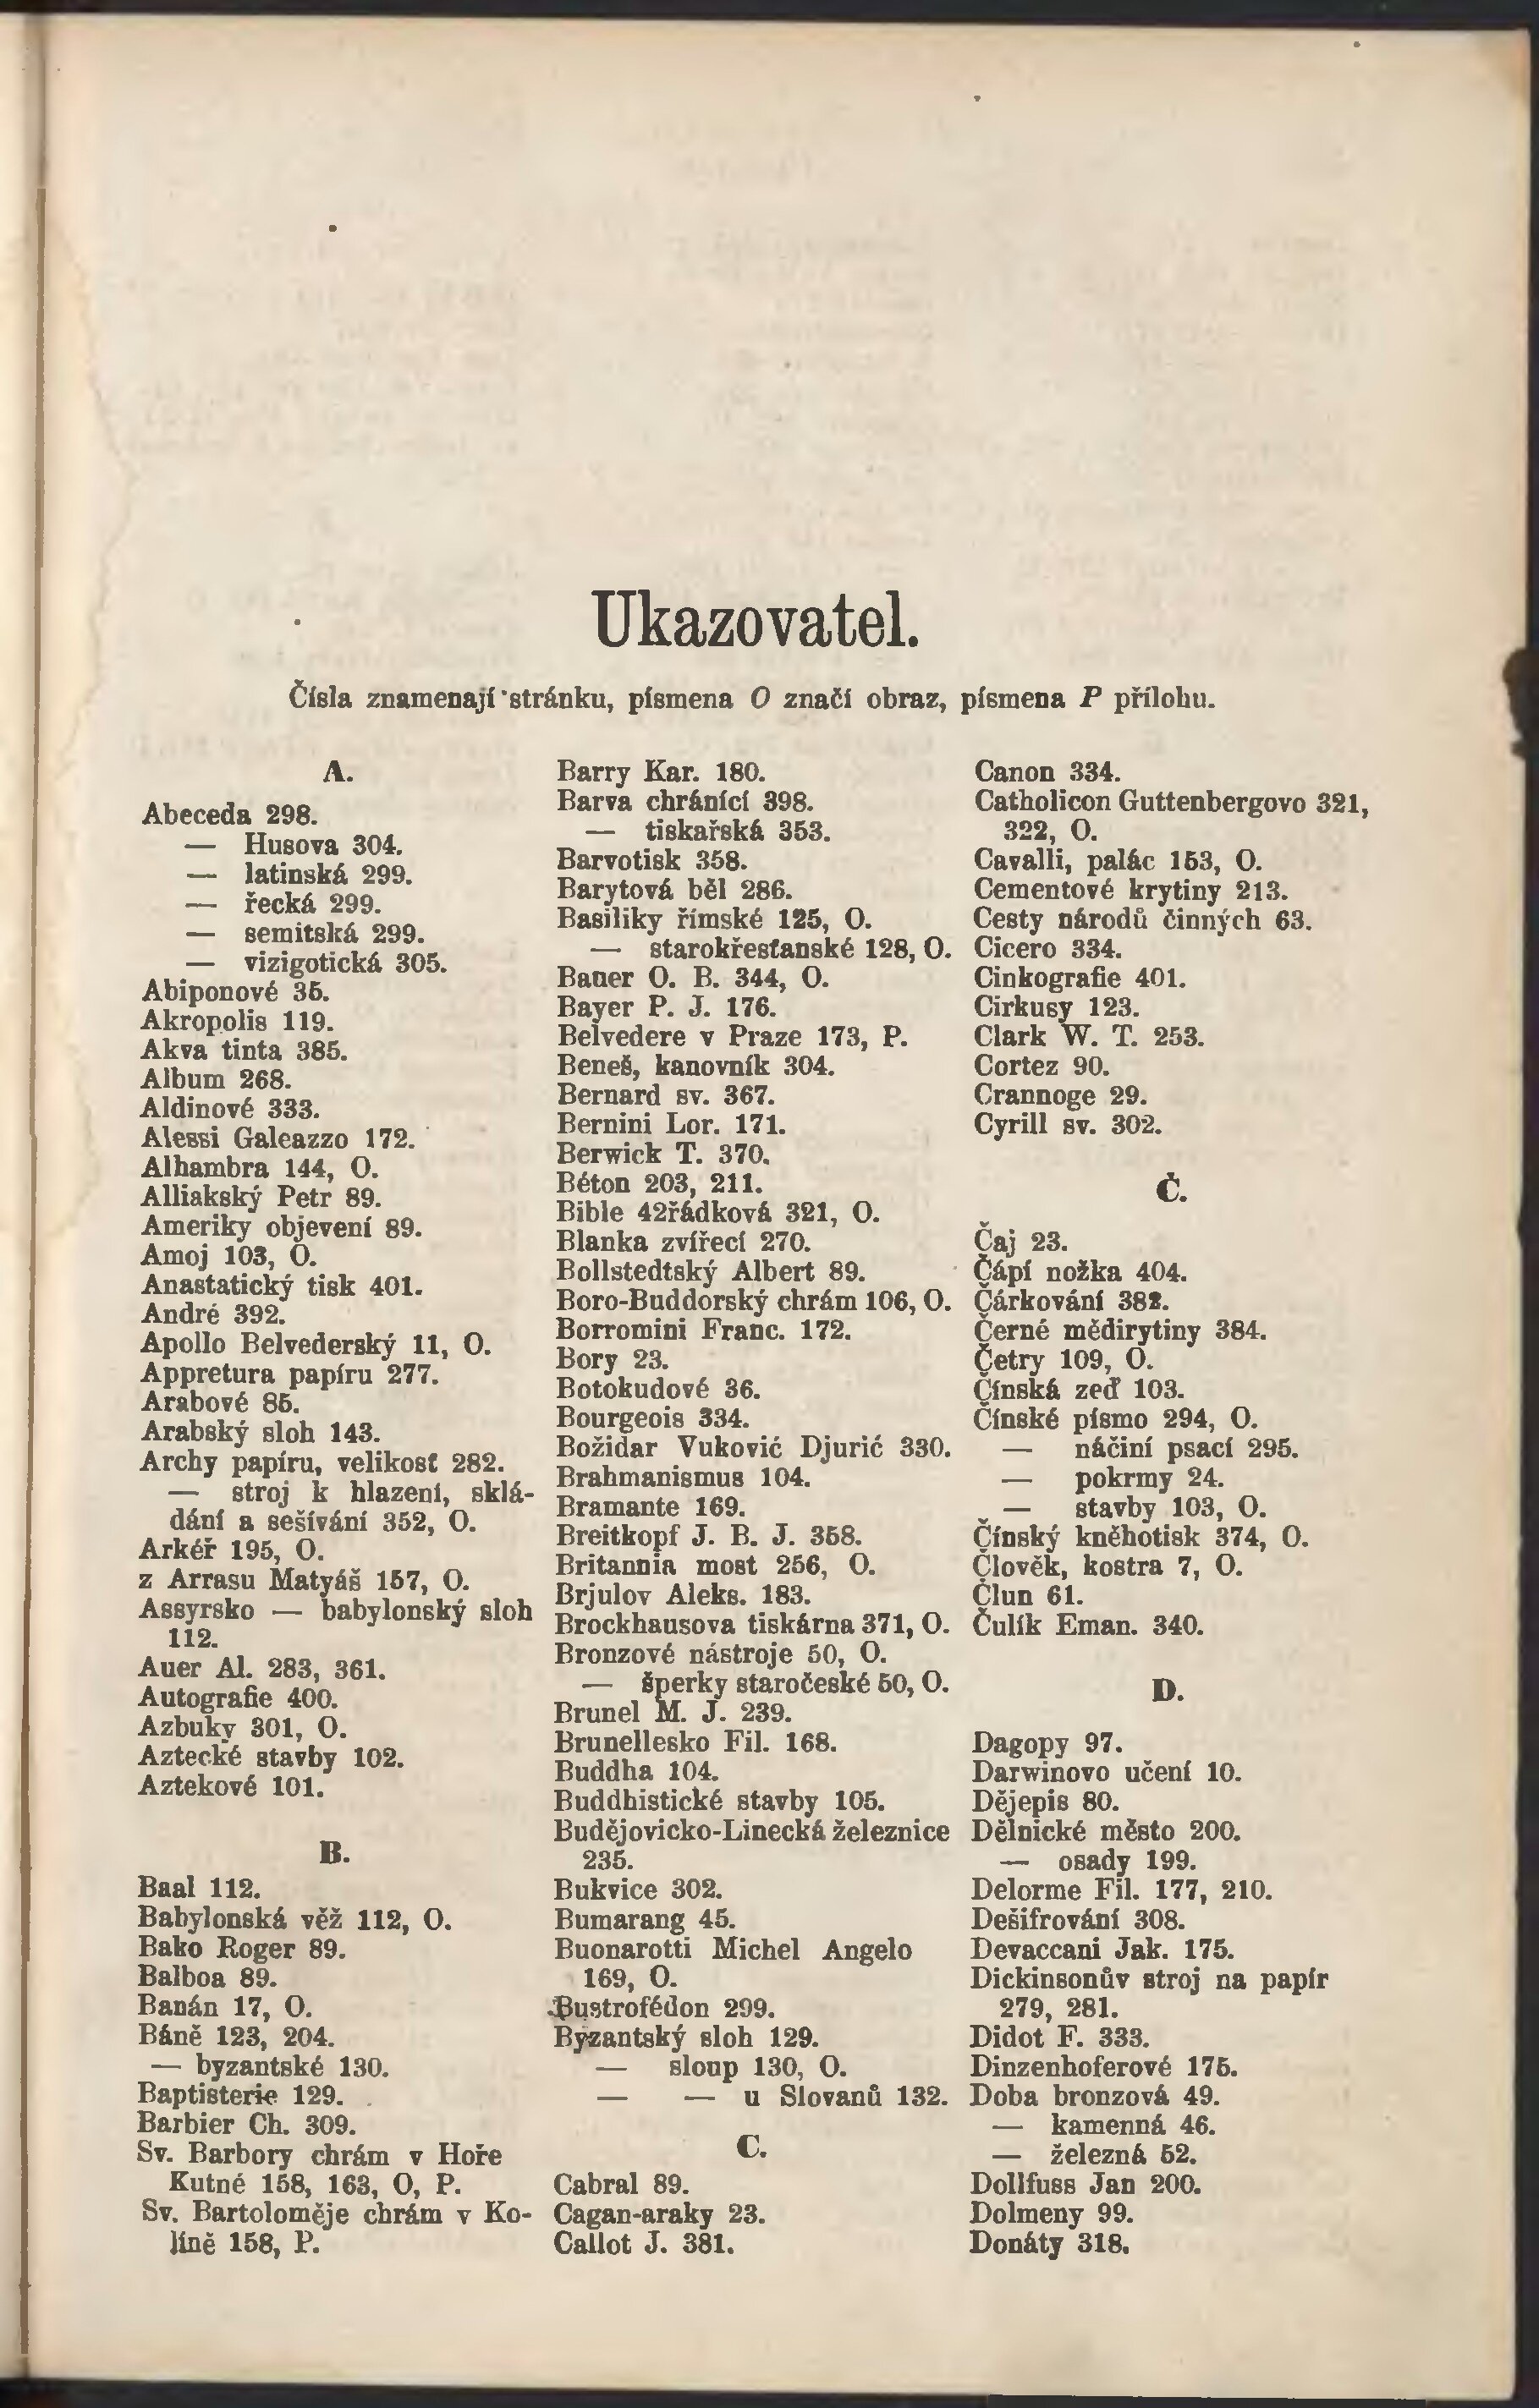 Ukazovatel.
Čísla znamenají stránku, písmena O značí obraz, písmena P přílohu.
A.
Abeceda 298.
— Husova 304.
— latinská 299.
— řecká 299.
— semitská 299.
— vizigotická 305.
Abiponové 35.
Akropolis 119.
Akva tinta 385.
Album 268.
Aldinové 333.
Alessi Galeazzo 172.
Alhambra 144, O.
Alliakský Petr 89.
Ameriky objevení 89.
Amoj 103, O.
Anastatický tisk 401.
André 392.
Apollo Belvederský 11, O.
Appretura papíru 277.
Arabové 85.
Arabský sloh 143.
Archy papíru, velikosť 282.
— stroj k hlazení, sklá-
dání a sešívání 352, O.
Arkéř 195, O.
z Arrasu Matyáš 157, O.
Assyrsko — babylonský sloh
112.
Auer Al. 283, 361.
Autografie 400.
Azbuky 301, O.
Aztecké stavby 102.
Aztekové 101.
B.
Baal 112.
Babylonská věž 112, O.
Bako Roger 89.
Balboa 89.
Banán 17, O.
Báně 123, 204.
— byzantské 130.
Baptisterie 129.
Barbier Ch. 309.
Sv. Barbory chrám v Hoře
Kutné 158, 163, O, P.
Sv. Bartoloměje chrám v Ko-
líně 158, P.
Barry Kar. 180.
Barva chránící 398.
— tiskařská 353.
Barvotisk 358.
Barytová běl 286.
Basiliky římské 125, O.
— starokřesťanské 128, O.
Bauer O. B. 344, O.
Bayer P. J. 176.
Belvedere v Praze 173, P.
Beneš, kanovník 304.
Bernard sv. 367.
Bernini Lor. 171.
Berwick T. 370.
Béton 203, 211.
Bible 42řádková 321, O.
Blanka zvířecí 270.
Bollstedtský Albert 89.
Boro-Buddorský chrám 106, O.
Borromini Franc. 172.
Bory 23.
Botokudové 36.
Bourgeois 334.
Božidar Vuković Djurić 330.
Brahmanismus 104.
Bramante 169.
Breitkopf J. B. J. 358.
Britannia most 256, O.
Brjulov Aleks. 183.
Brockhausova tiskárna 371, O.
Bronzové nástroje 50, O.
— šperky staročeské 50, O.
Brunel M. J. 239.
Brunellesko Fil. 168.
Buddha 104.
Buddhistické stavby 105.
Budějovicko-Linecká železnice
235.
Bukvice 302.
Bumarang 45.
Buonarotti Michel Angelo
169, O.
Bustrofédon 299.
Byzantský sloh 129.
— sloup 130, O.
— — u Slovanů 132.
C.
Cabral 89.
Cagan-araky 23.
Callot J. 381.
Canon 334.
Catholicon Guttenbergovo 321,
322, O.
Cavalli, palác 153, O.
Cementové krytiny 213.
Cesty národů činných 63.
Cicero 334.
Cinkografie 401.
Cirkusy 123.
Clark W. T. 253.
Cortez 90.
Crannoge 29.
Cyrill sv. 302.
Č.
Čaj 23.
Čápí nožka 404.
Čárkování 382.
Černé mědirytiny 384.
Četry 109, O.
Čínská zeď 103.
Čínské písmo 294, O.
— náčiní psací 295.
— pokrmy 24.
— stavby 103, O.
Čínský kněhotisk 374, O.
Člověk, kostra 7, O.
Člun 61.
Čulík Eman. 340.
D.
Dagopy 97.
Darwinovo učení 10.
Dějepis 80.
Dělnické město 200.
— osady 199.
Delorme Fil. 177, 210.
Dešifrování 308.
Devaccani Jak. 175.
Dickinsonův stroj na papír
279, 281.
Didot F. 333.
Dinzenhoferové 175.
Doba bronzová 49.
— kamenná 46.
— železná 52.
Dollfuss Jan 200.
Dolmeny 99.
Donáty 318.